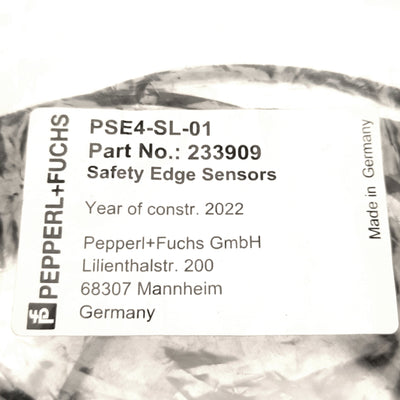 PEPPERL+FUCHS
PSE4-SL-01
Part No.: 233909
Safety Edge Sensors
Year of constr. 2022
Pepperl+Fuchs GmbH
Lilienthalstr. 200
68307 Mannheim
Germany
Made in Germany